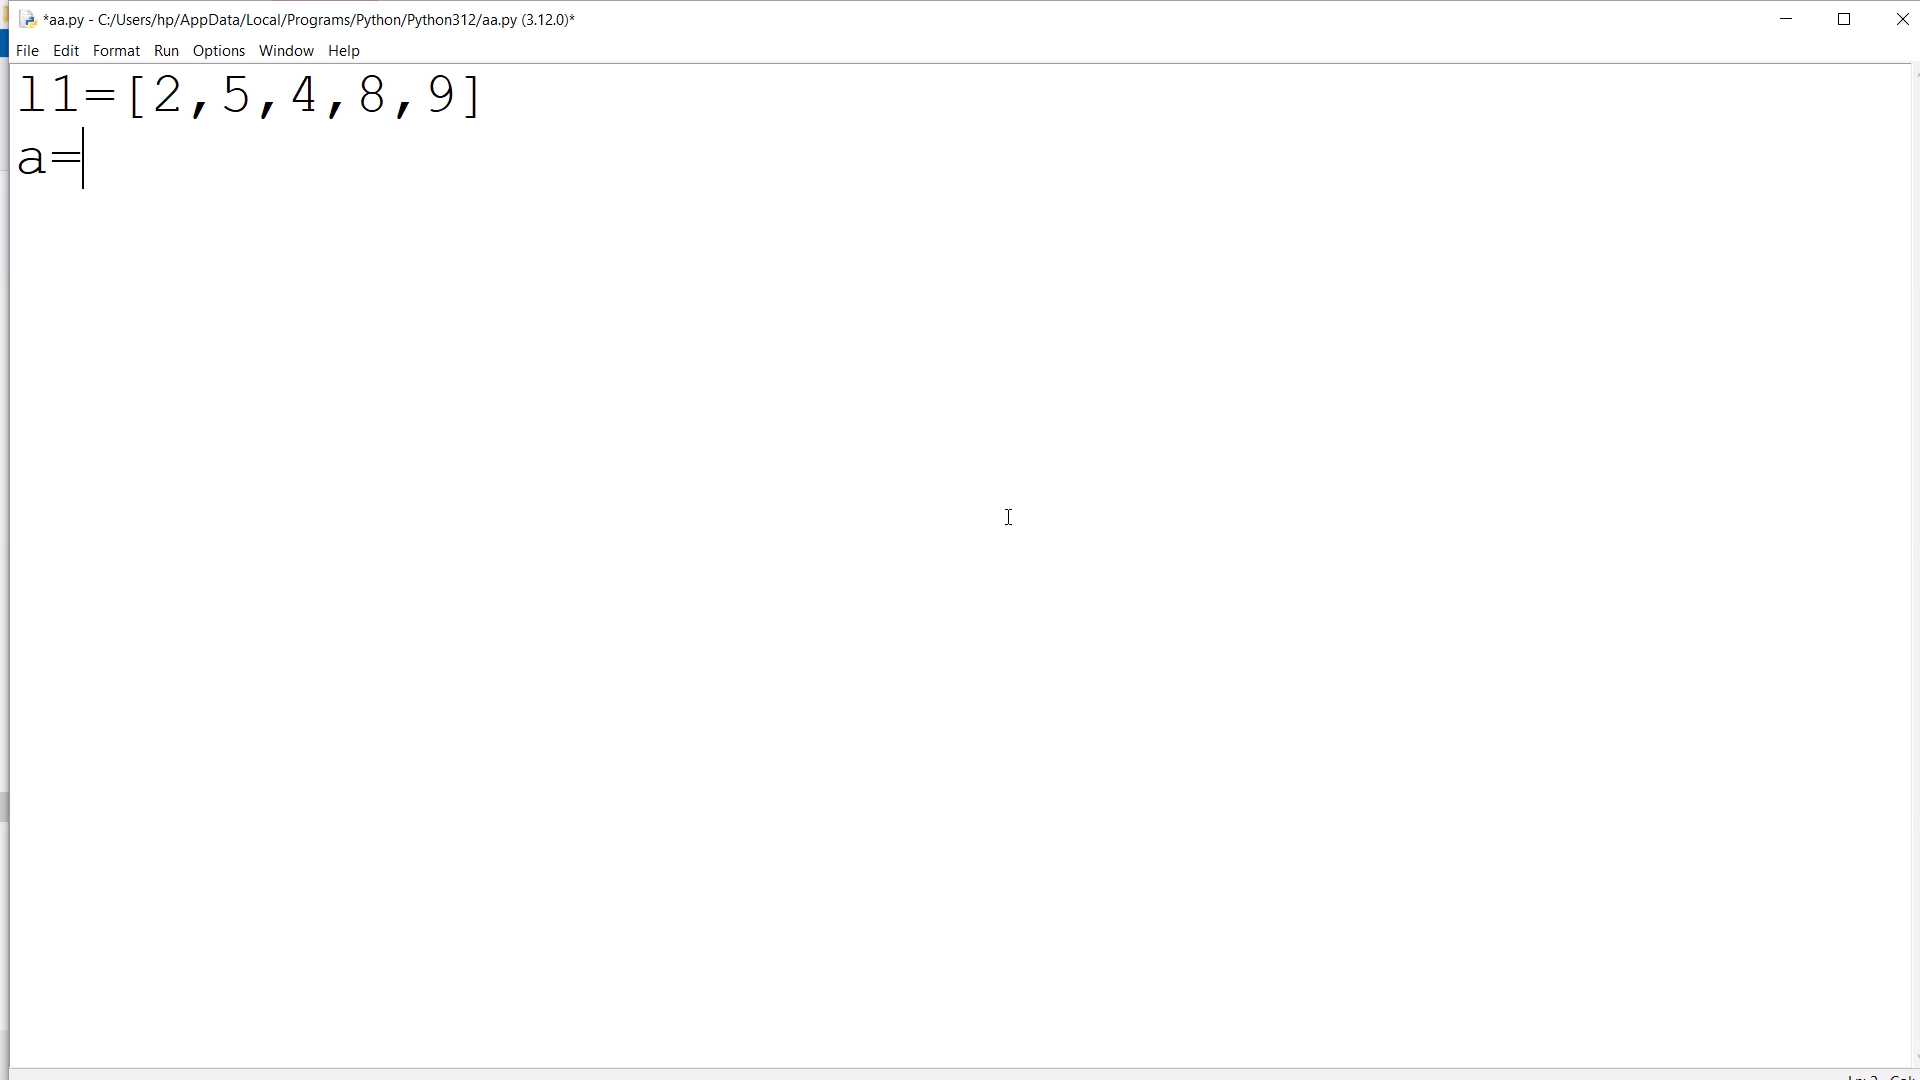 *aa.py - C:/Users/hp/AppData/Local/Programs/Python/Python312/aa.py (3.12.0)*
File Edit Format Run Options Window Help
l1=[2,5,4,8,9]
a=